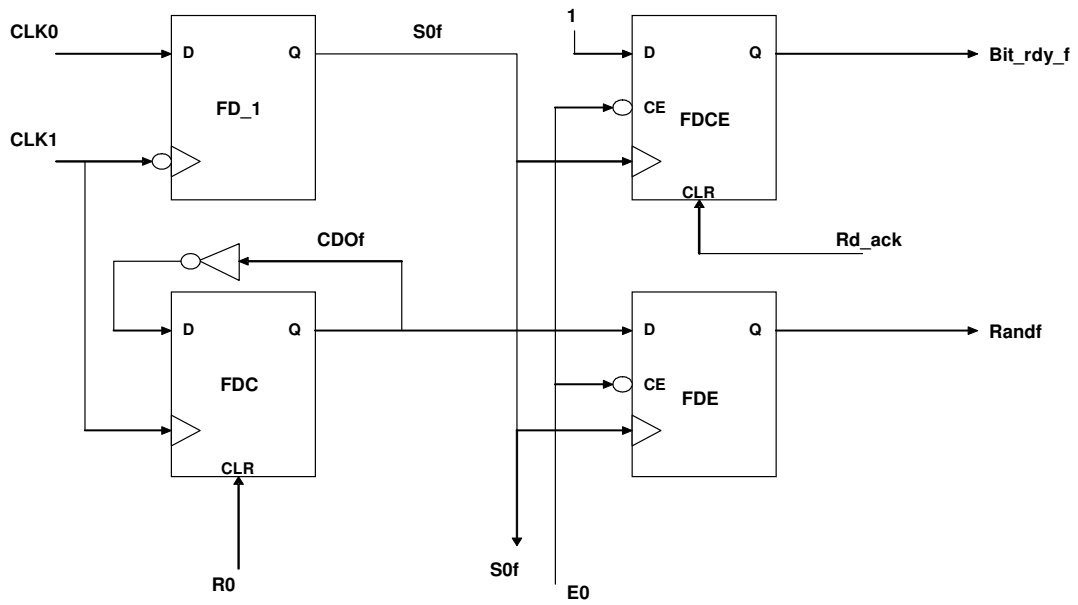 CLK0
D
Q
FD_1
CLK1
S0f
1
D
Q
CE
FDCE
CLR
Bit_rdy_f
Rd_ack
CDOf
D
Q
FDC
CLR
R0
D
Q
CE
FDE
Randf
S0f
E0